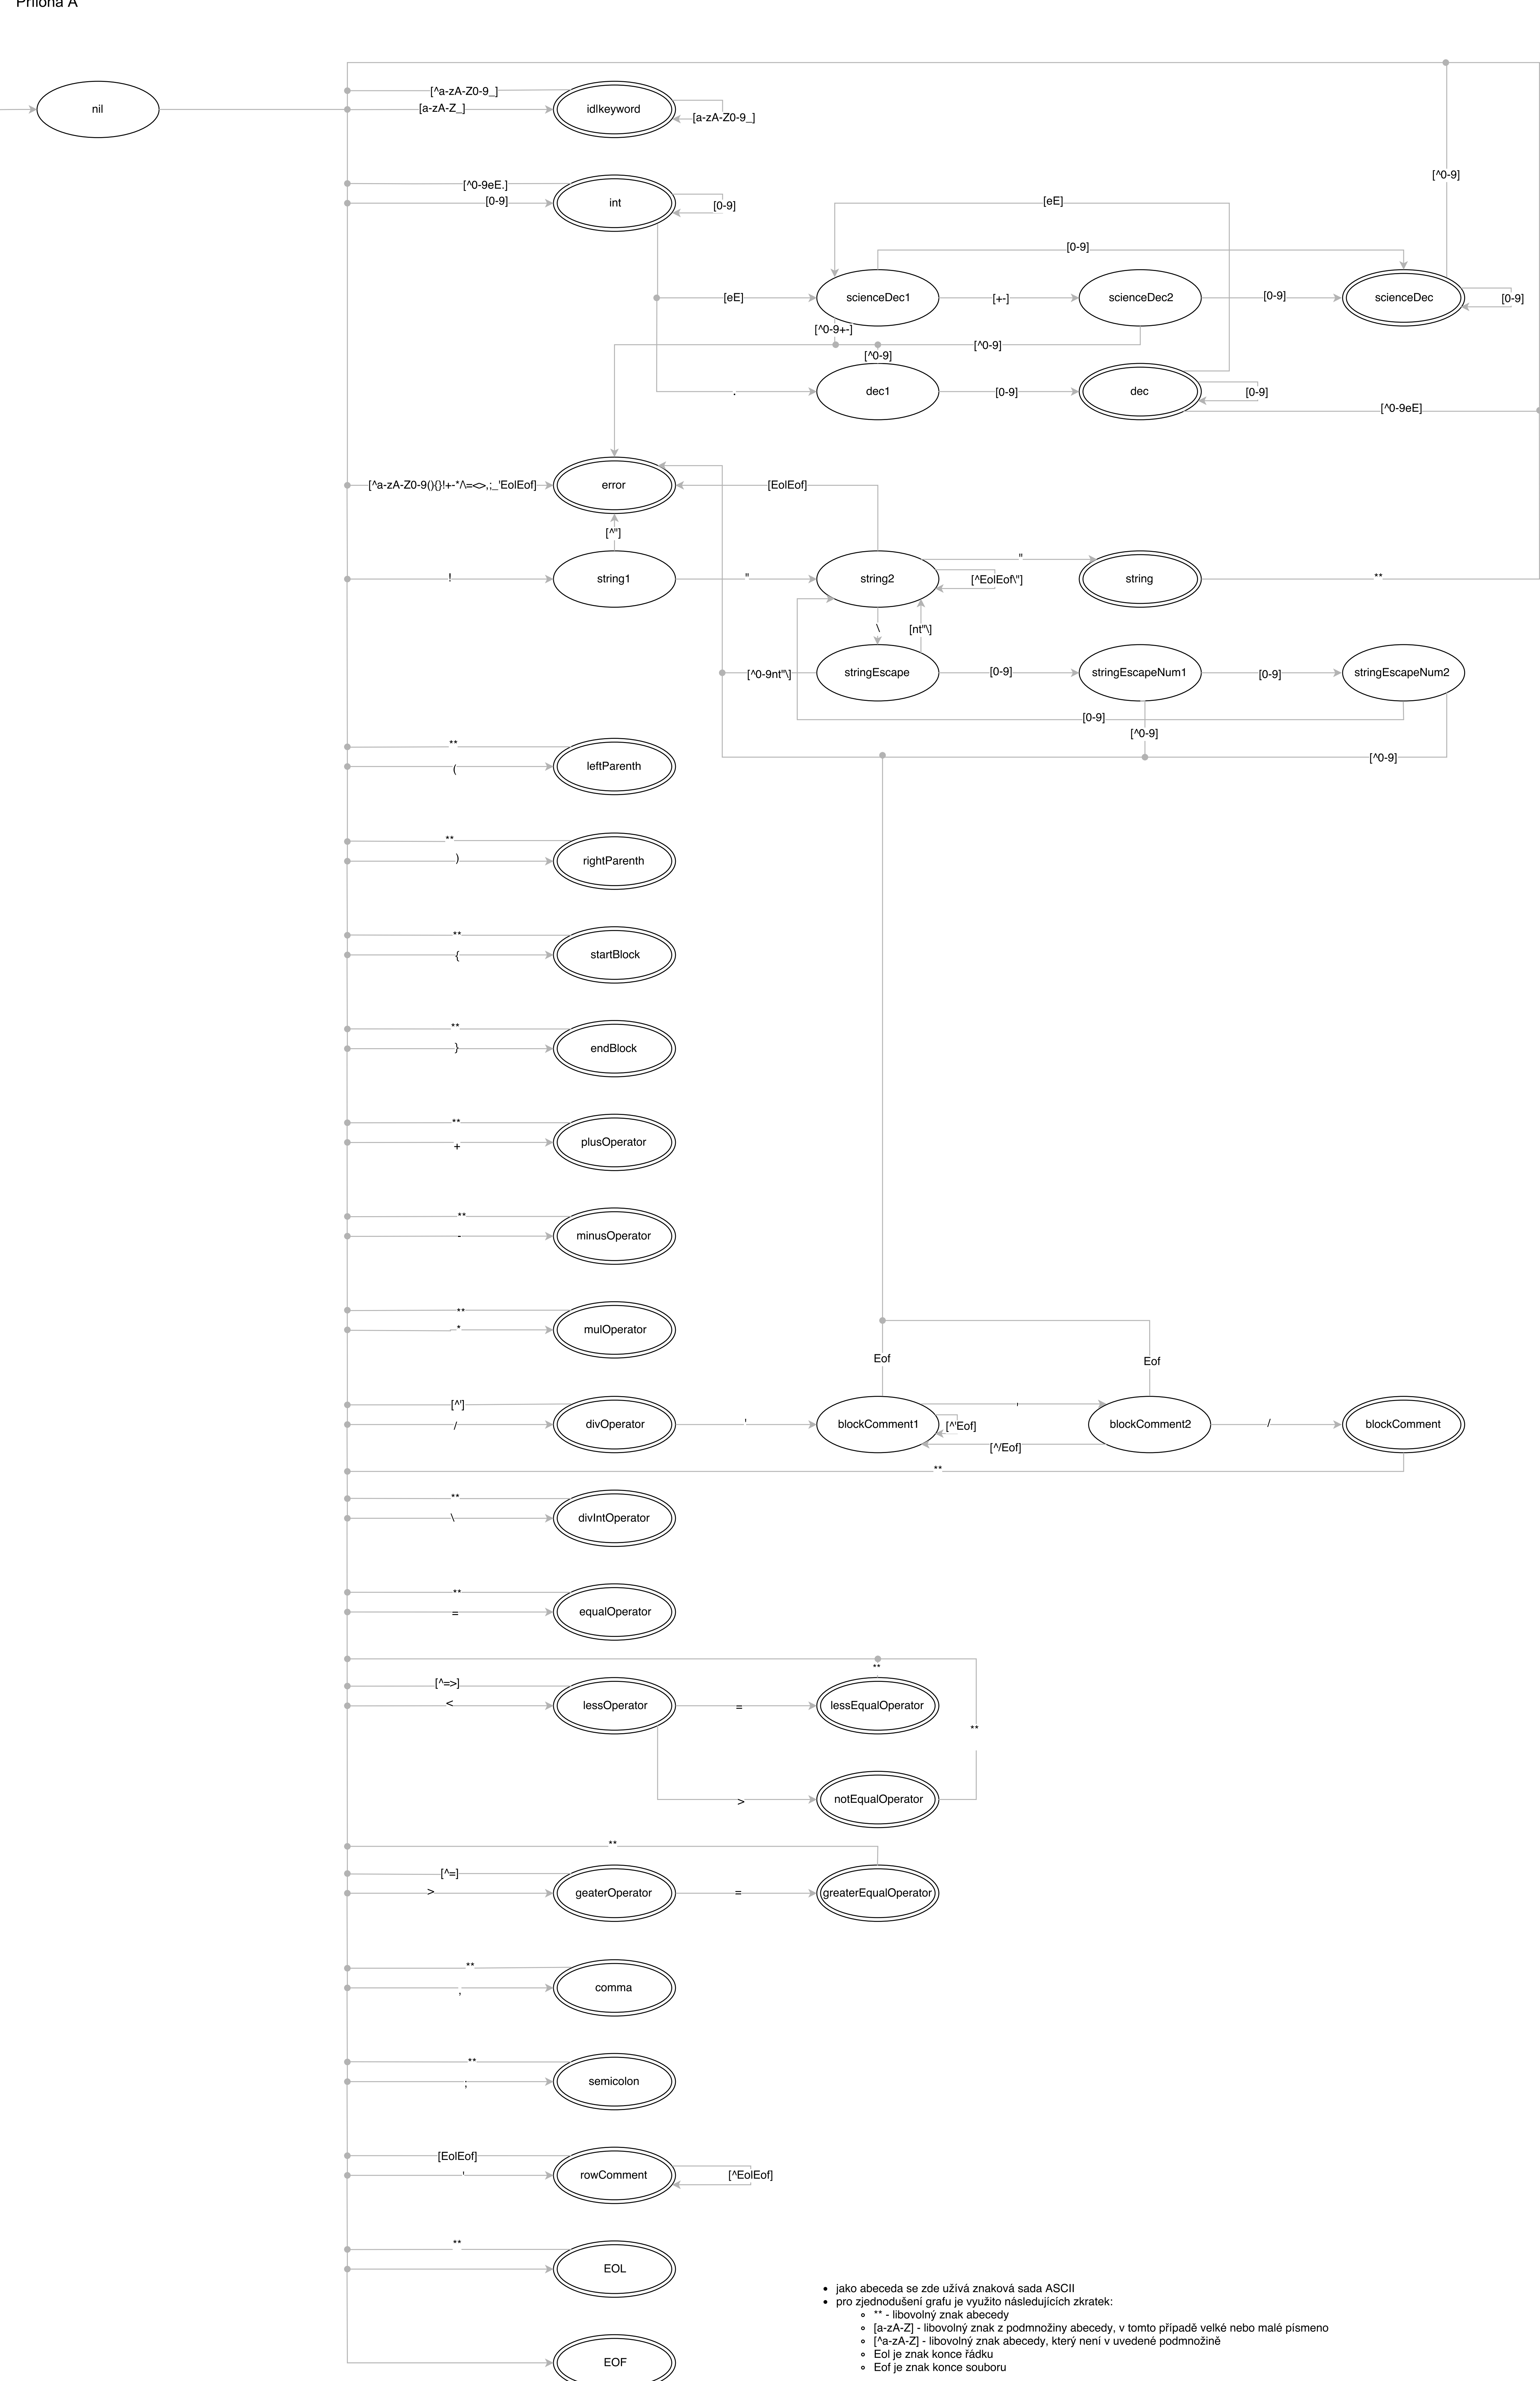 Příloha A
nil
[^a-zA-Z0-9_]
[a-zA-Z_]
idlkeyword
[a-zA-Z0-9_]
[^0-9]
[^0-9eE.]
[0-9]
int
[0-9]
[eE]
[0-9]
[eE]
scienceDec1
[+-]
scienceDec2
[0-9]
scienceDec
[0-9]
[^0-9+-]
[^0-9]
[^0-9]
.
dec1
[0-9]
dec
[0-9]
[^0-9eE]
[^a-zA-Z0-9(){}!+-*/\=<>,;_'EolEof]
error
[EolEof]
[^"]
!
string1
"
string2
[^EolEof\"]
"
string
**
\
[nt"\]
[^0-9nt"\]
stringEscape
[0-9]
stringEscapeNum1
[0-9]
stringEscapeNum2
[0-9]
[^0-9]
[^0-9]
**
(
leftParenth
**
)
rightParenth
**
{
startBlock
**
}
endBlock
**
+
plusOperator
**
-
minusOperator
**
*
mulOperator
Eof
Eof
[^']
/
divOperator
'
blockComment1
[^'Eof]
'
[^/Eof]
blockComment2
/
blockComment
**
**
\
divIntOperator
**
=
equalOperator
**
[^=>]
<
lessOperator
=
lessEqualOperator
**
>
notEqualOperator
**
[^=]
>
geaterOperator
=
greaterEqualOperator
**
,
comma
**
;
semicolon
[EolEof]
'
rowComment
[^EolEof]
**
EOL
EOF
• jako abeceda se zde užívá znaková sada ASCII
• pro zjednodušení grafu je využito následujících zkratek:
◦ ** - libovolný znak abecedy
◦ [a-zA-Z] - libovolný znak z podmnožiny abecedy, v tomto případě velké nebo malé písmeno
◦ [^a-zA-Z] - libovolný znak abecedy, který není v uvedené podmnožině
◦ Eol je znak konce řádku
◦ Eof je znak konce souboru